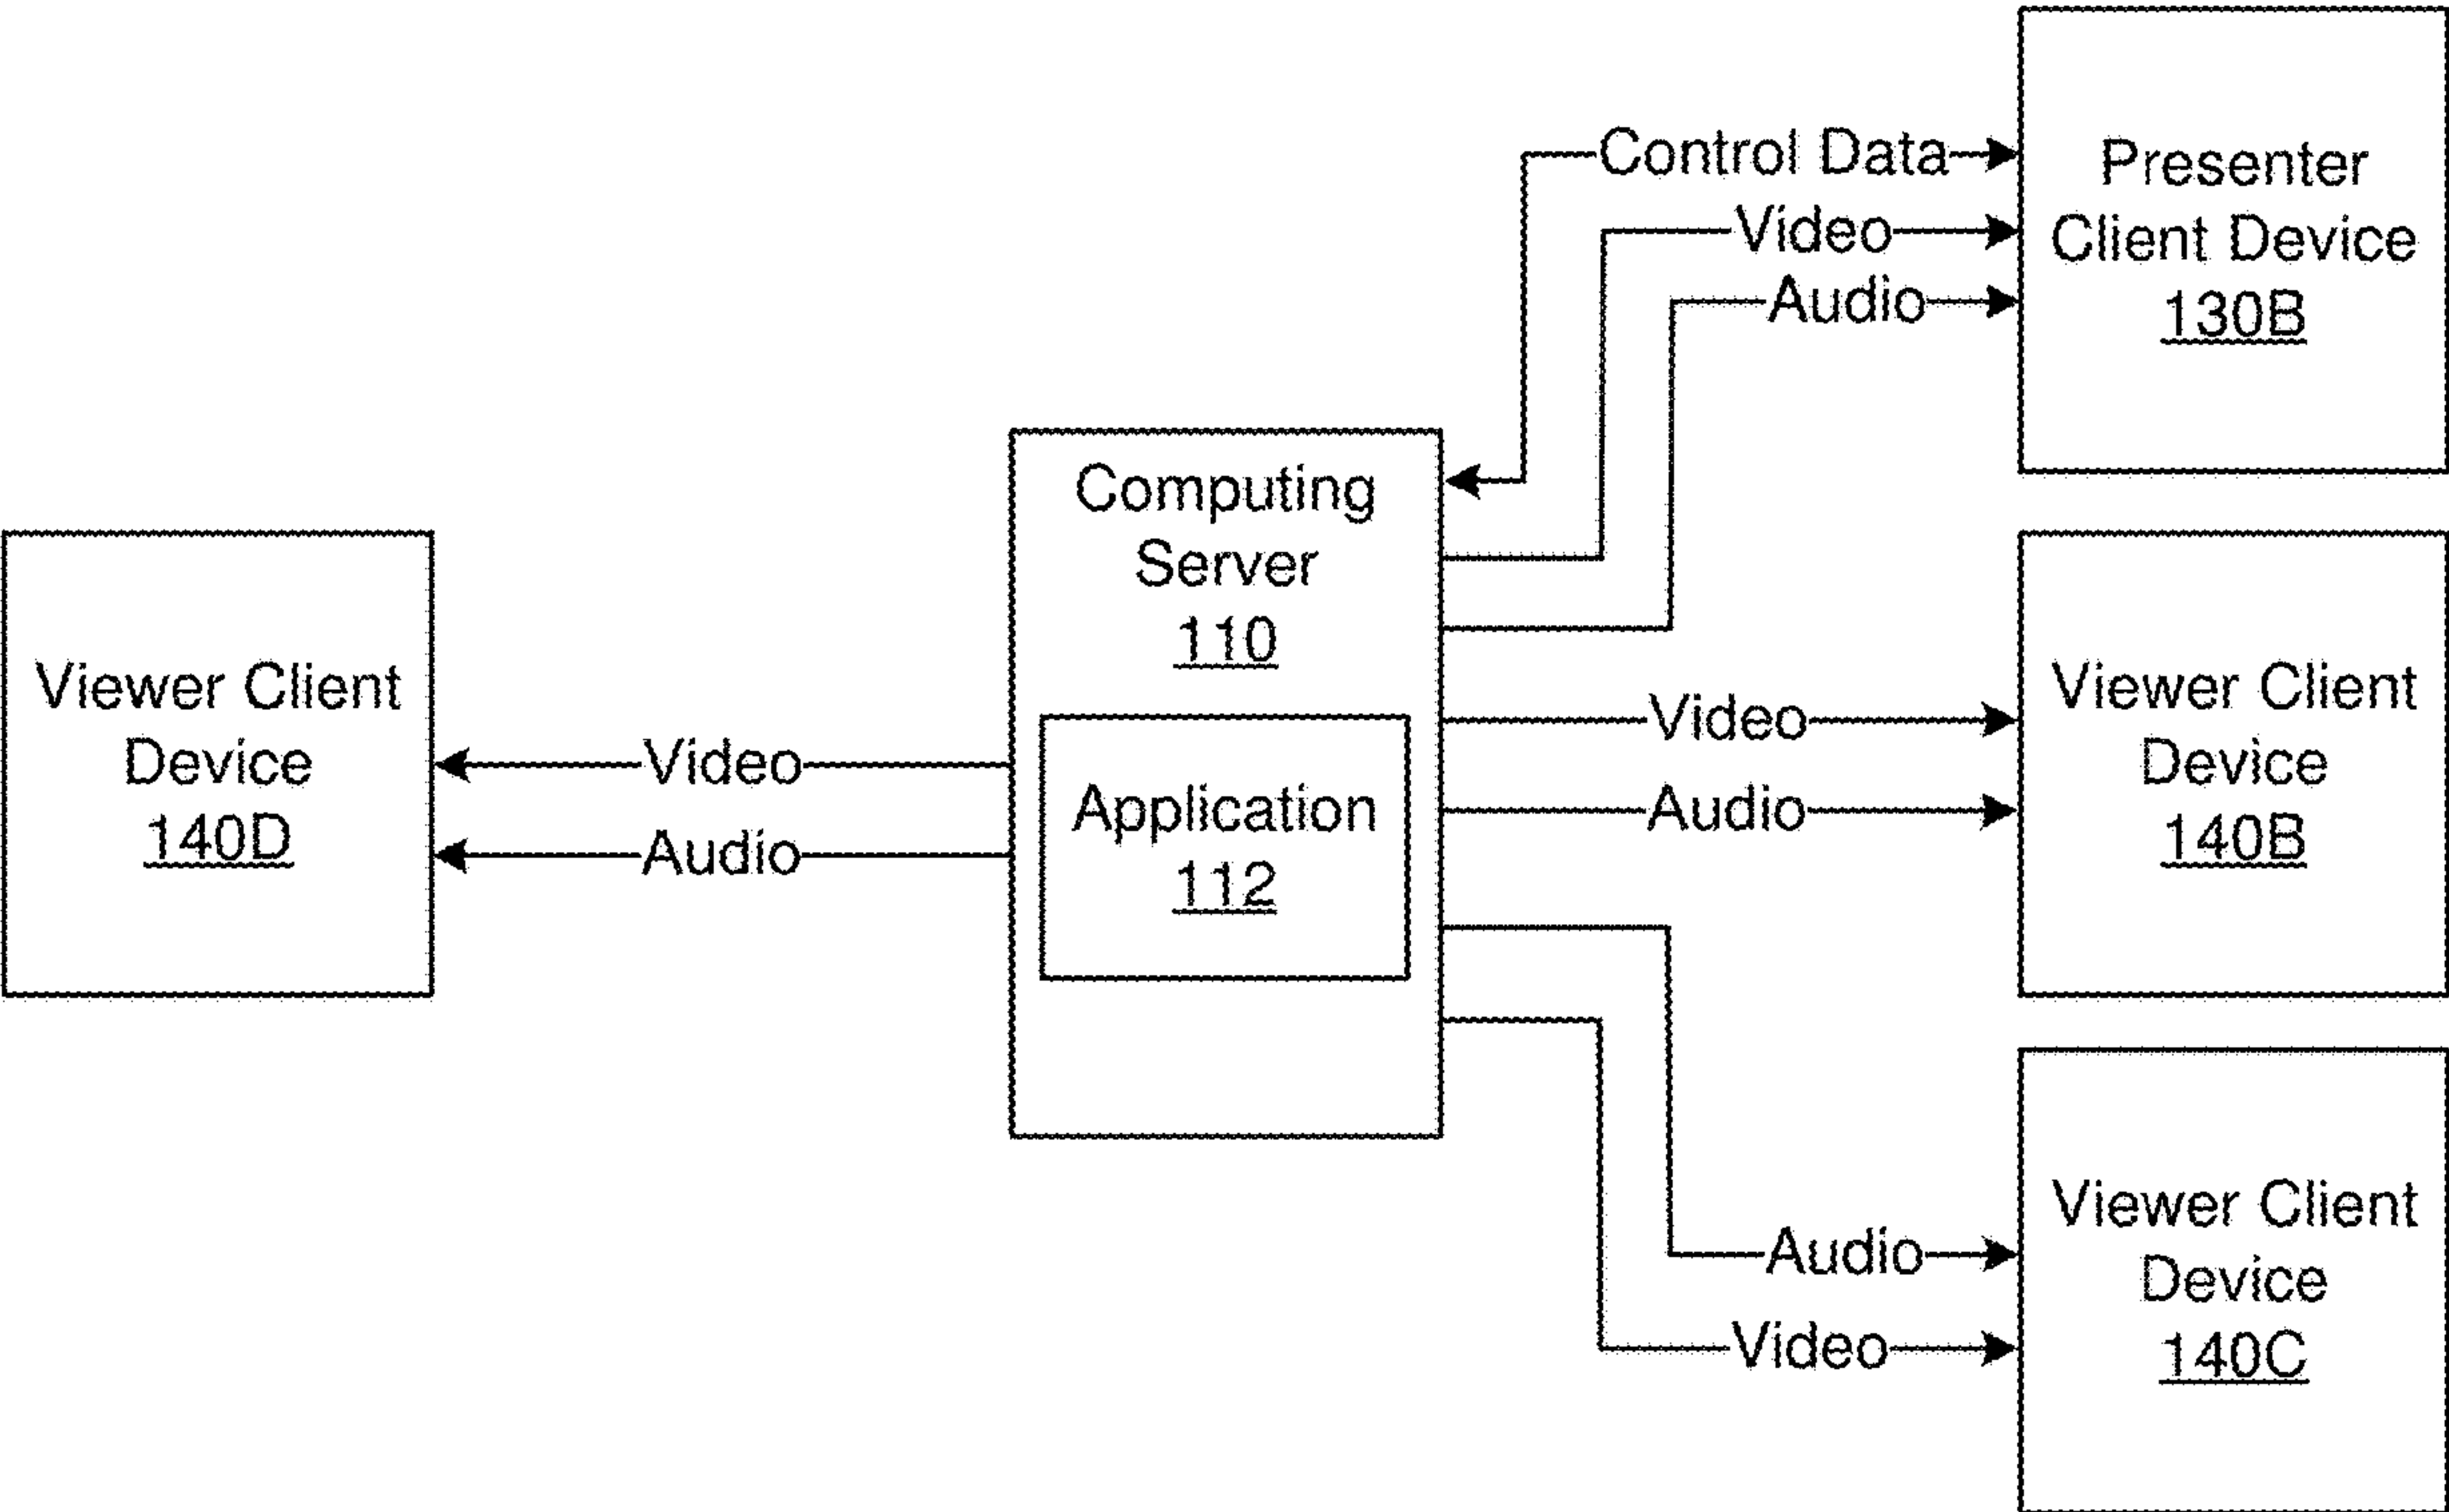 Control Data
Video
Audio
Presenter
Client Device
130B
Computing
Server
110
Application
112
Viewer Client
Device
140D
Video
Audio
Video
Audio
Viewer Client
Device
140B
Audio
Video
Viewer Client
Device
140C